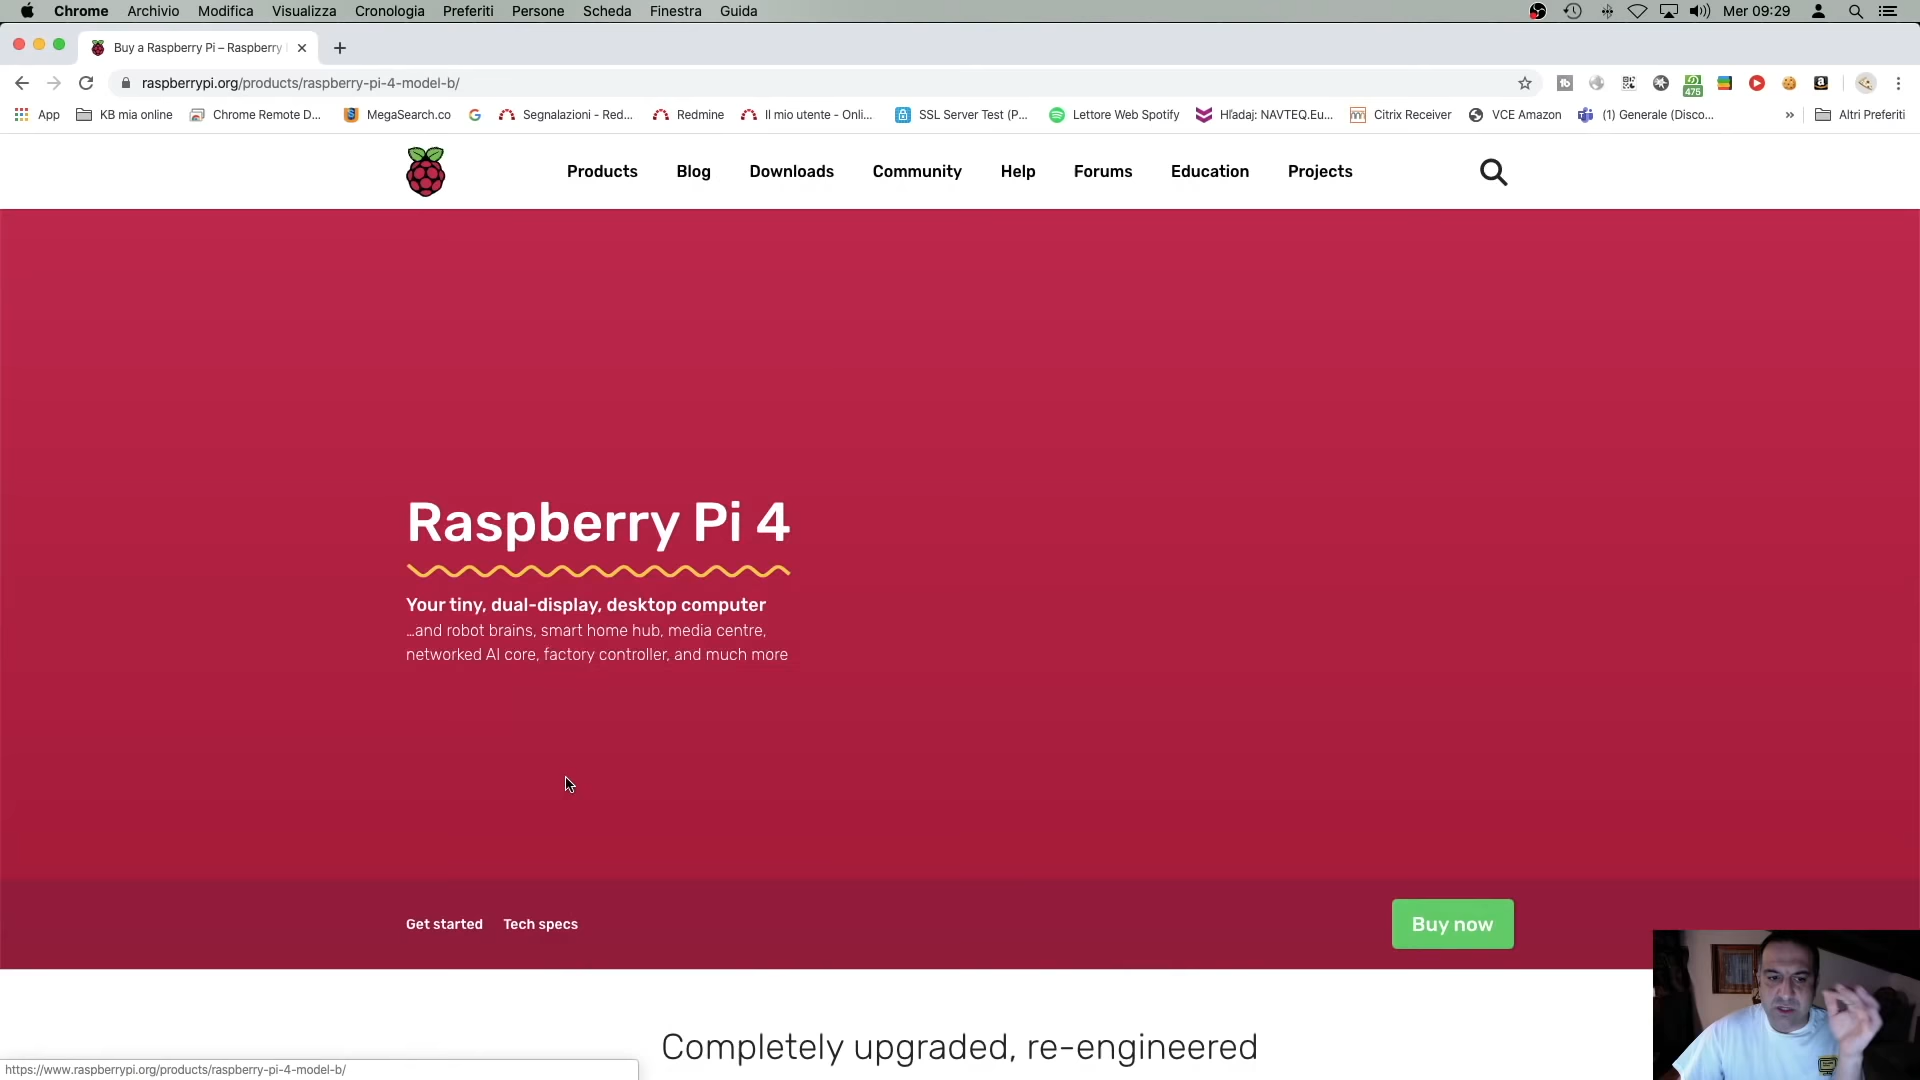 Chrome Archivio Modifica Visualizza Cronologia Preferiti Persone Scheda Finestra Guida Mer 09:29
Buy a Raspberry Pi – Raspberry
raspberrypi.org/products/raspberry-pi-4-model-b/
475
App KB mia online Chrome Remote D... MegaSearch.co Segnalazioni - Red... Redmine Il mio utente - Onli... SSL Server Test (P... Lettore Web Spotify Hľadaj: NAVTEQ.Eu... Citrix Receiver VCE Amazon (1) Generale (Disco... » Altri Preferiti
Products Blog Downloads Community Help Forums Education Projects
Raspberry Pi 4
Your tiny, dual-display, desktop computer
...and robot brains, smart home hub, media centre,
networked AI core, factory controller, and much more
Get started Tech specs Buy now
Completely upgraded, re-engineered
https://www.raspberrypi.org/products/raspberry-pi-4-model-b/